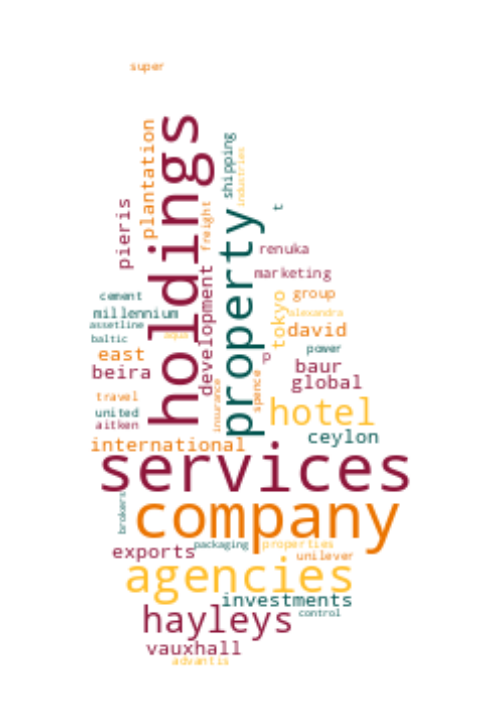 super
holdings
plantation
shipping
industries
pieris
freight
t
property
renuka
development
marketing
cement
tokyo
group
millennium
alexandra
assetline
david
baltic
aqua
power
east
p
beira
baur
global
spence
insurance
travel
united
hotel
aitken
ceylon
international
services
brokers
company
packaging
properties
exports
unilever
agencies
investments
hayleys
control
vauxhall
advantis